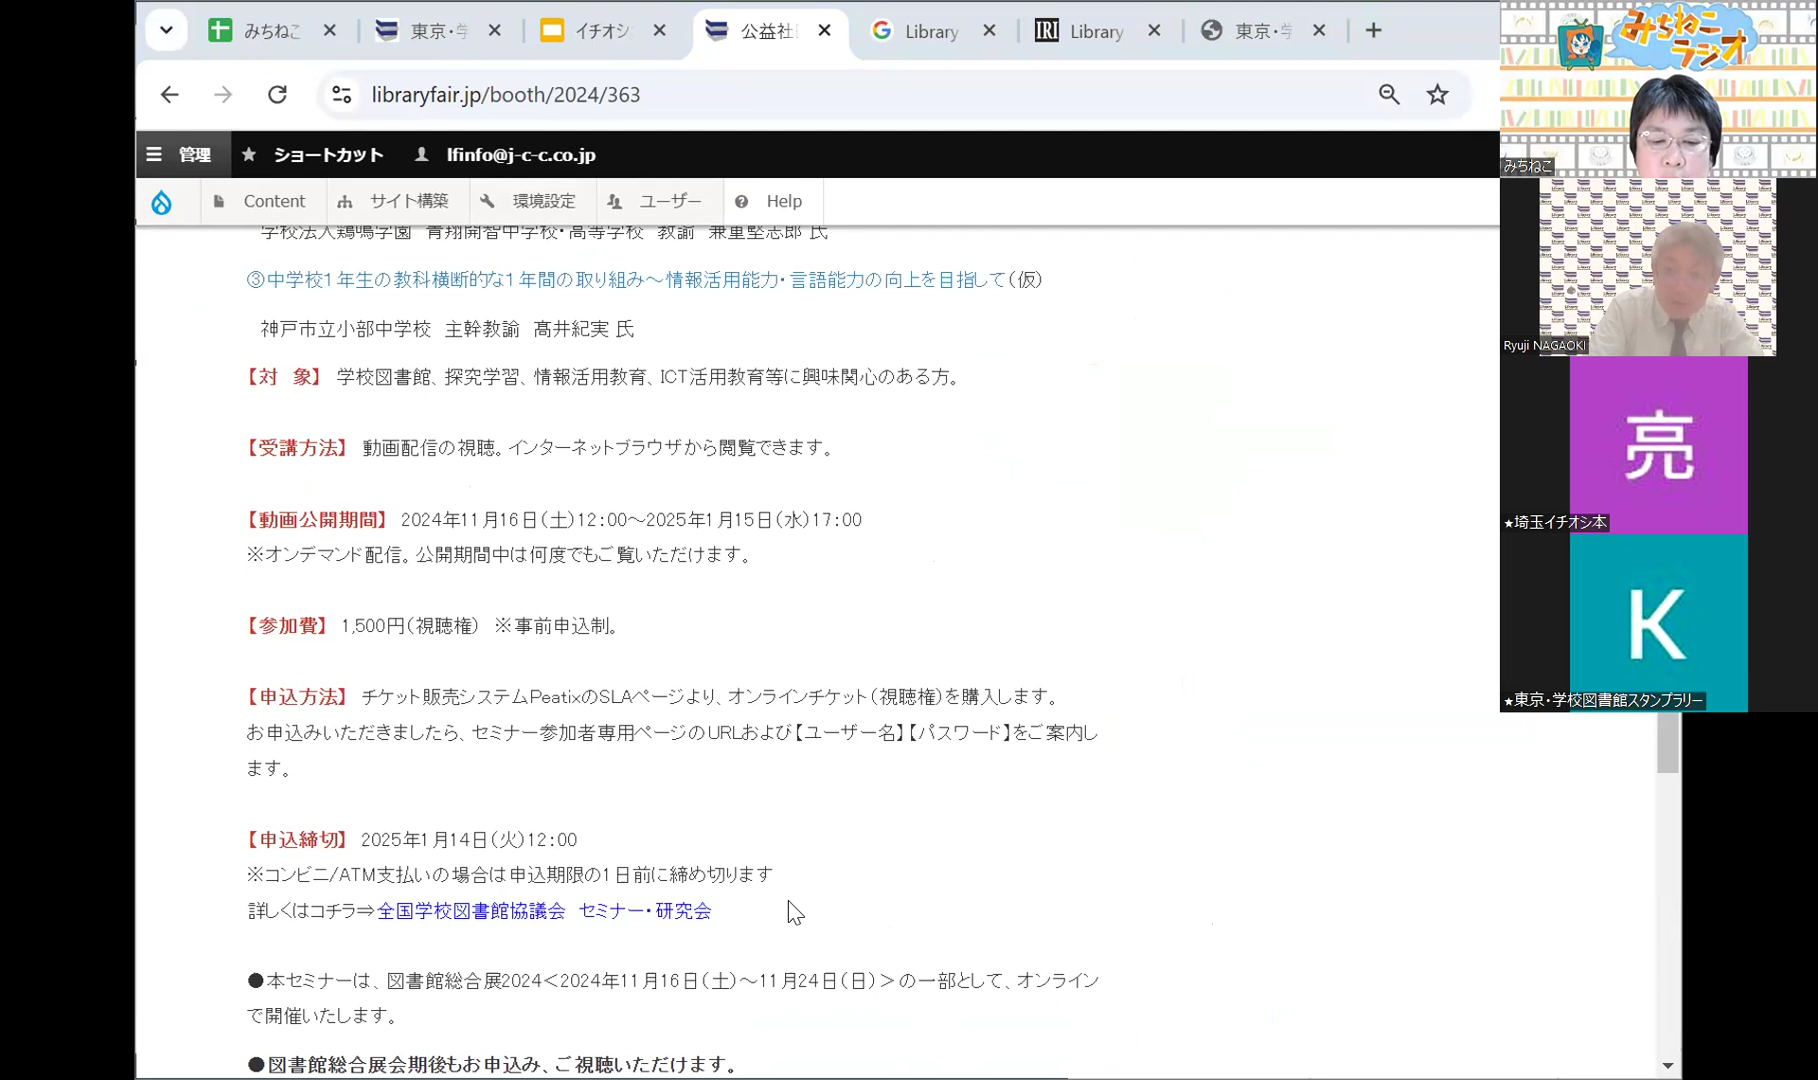 みちねこ
東京・学
イチオシ
公益社
Library
Library
東京・学
libraryfair.jp/booth/2024/363
管理
ショートカット
lfinfo@j-c-c.co.jp
Content
サイト構築
環境設定
ユーザー
Help
学校法人鶏鳴学園 青翔開智中学校・高等学校 教諭 兼重堅志郎 氏
③中学校1年生の教科横断的な1年間の取り組み～情報活用能力・言語能力の向上を目指して(仮)
神戸市立小部中学校 主幹教諭 髙井紀実 氏
【対 象】 学校図書館、探究学習、情報活用教育、ICT活用教育等に興味関心のある方。
【受講方法】 動画配信の視聴。インターネットブラウザから閲覧できます。
【動画公開期間】 2024年11月16日(土)12:00～2025年1月15日(水)17:00
※オンデマンド配信。公開期間中は何度でもご覧いただけます。
【参加費】 1,500円(視聴権) ※事前申込制。
【申込方法】 チケット販売システムPeatixのSLAページより、オンラインチケット(視聴権)を購入します。
お申込みいただきましたら、セミナー参加者専用ページのURLおよび【ユーザー名】【パスワード】をご案内し
ます。
【申込締切】 2025年1月14日(火)12:00
※コンビニ/ATM支払いの場合は申込期限の1日前に締め切ります
詳しくはコチラ⇒全国学校図書館協議会 セミナー・研究会
●本セミナーは、図書館総合展2024＜2024年11月16日(土)～11月24日(日)＞の一部として、オンライン
で開催いたします。
●図書館総合展会期後もお申込み、ご視聴いただけます。
みちねこ
ラジオ
みちねこ
Ryuji NAGAOKI
亮
★埼玉イチオシ本
K
★東京・学校図書館スタンプラリー